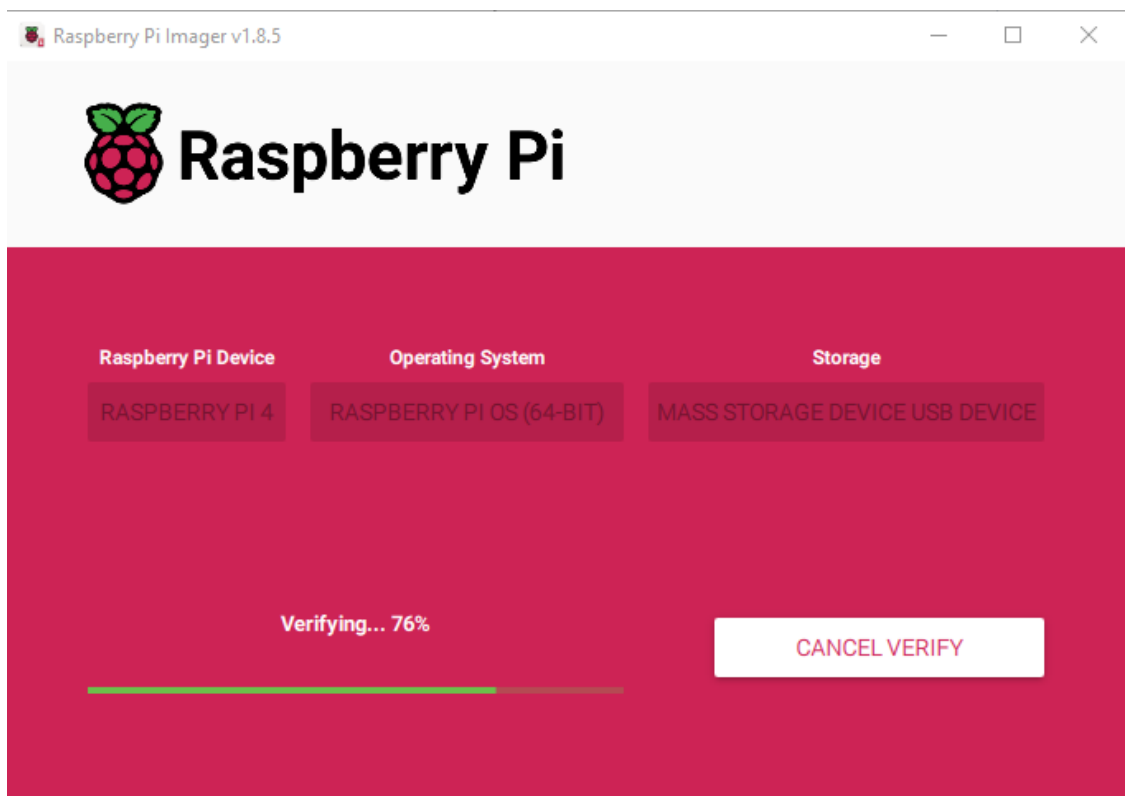 Raspberry Pi Imager v1.8.5
Raspberry Pi
Raspberry Pi Device
Operating System
Storage
RASPBERRY PI 4
RASPBERRY PI OS (64-BIT)
MASS STORAGE DEVICE USB DEVICE
Verifying... 76%
CANCEL VERIFY